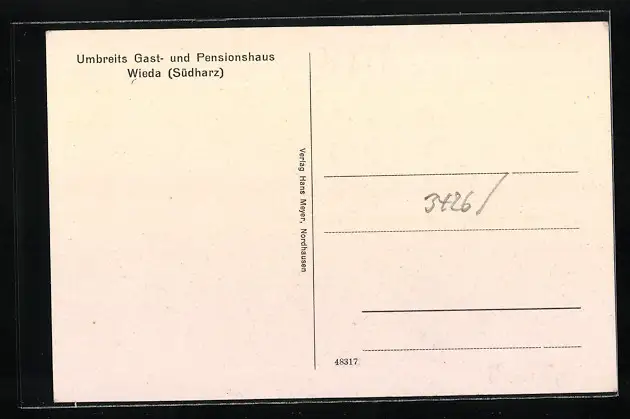 Umbreits Gast- und Pensionshaus
Wieda (Südharz)
Verlag Hans Meyer, Nordhausen
3426/
48317